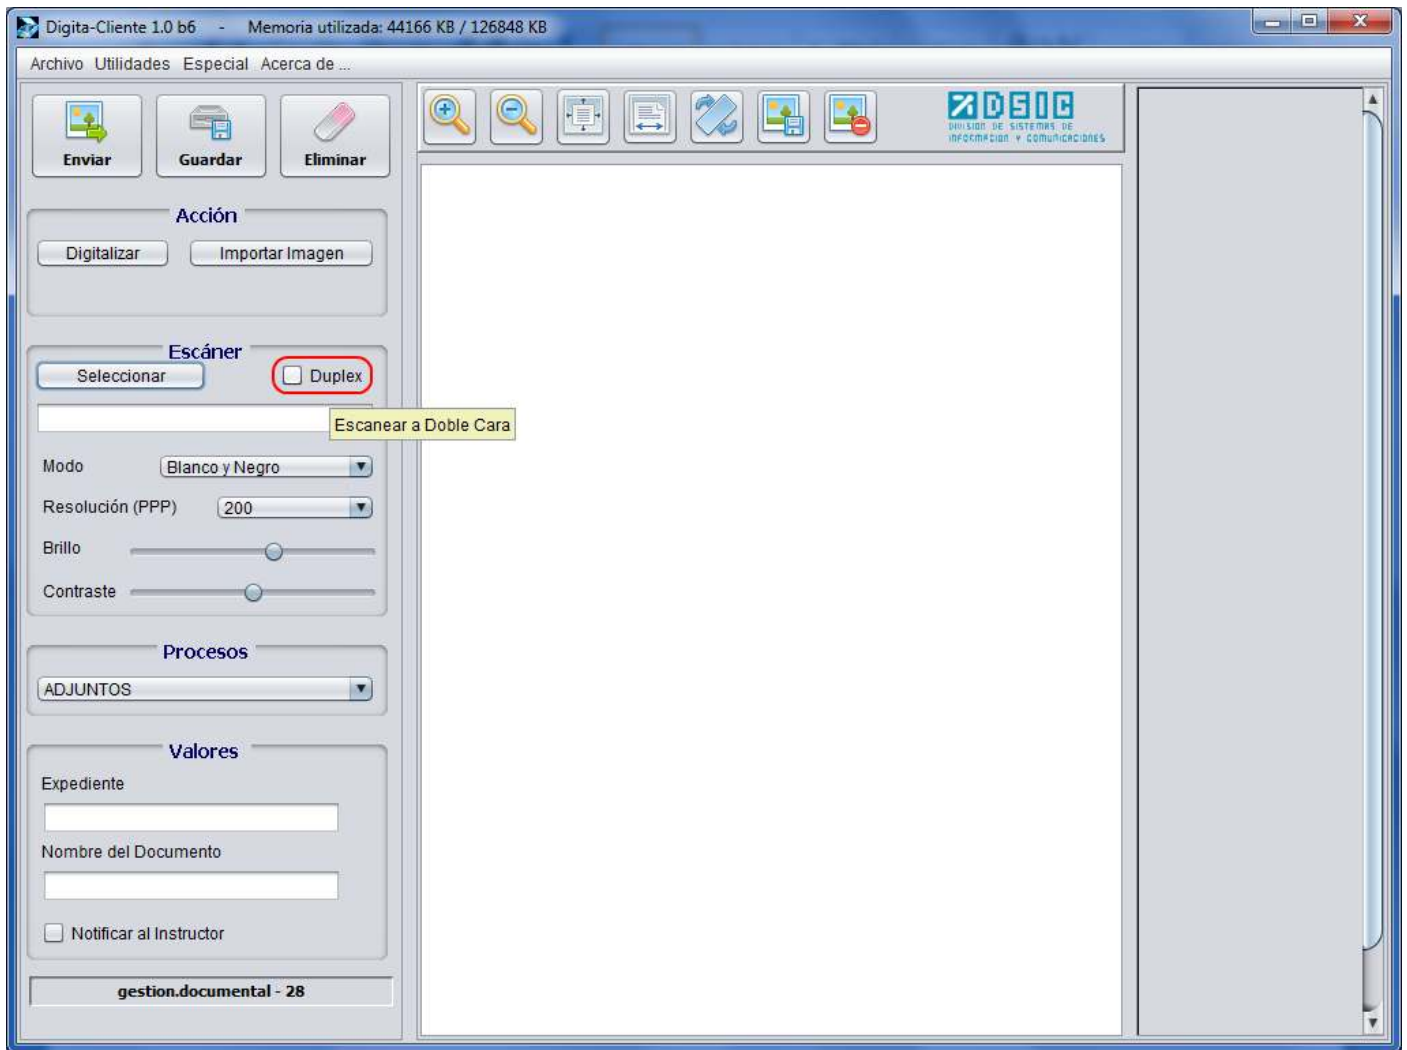 Digita-Cliente 1.0 b6 - Memoria utilizada: 44166 KB / 126848 KB
Archivo Utilidades Especial Acerca de ...
Enviar Guardar Eliminar
DSIC
DIVISION DE SISTEMAS DE
INFORMACION Y COMUNICACIONES
Acción
Digitalizar Importar Imagen
Escáner
Seleccionar Duplex
Escanear a Doble Cara
Modo Blanco y Negro
Resolución (PPP) 200
Brillo
Contraste
Procesos
ADJUNTOS
Valores
Expediente
Nombre del Documento
Notificar al Instructor
gestion.documental - 28